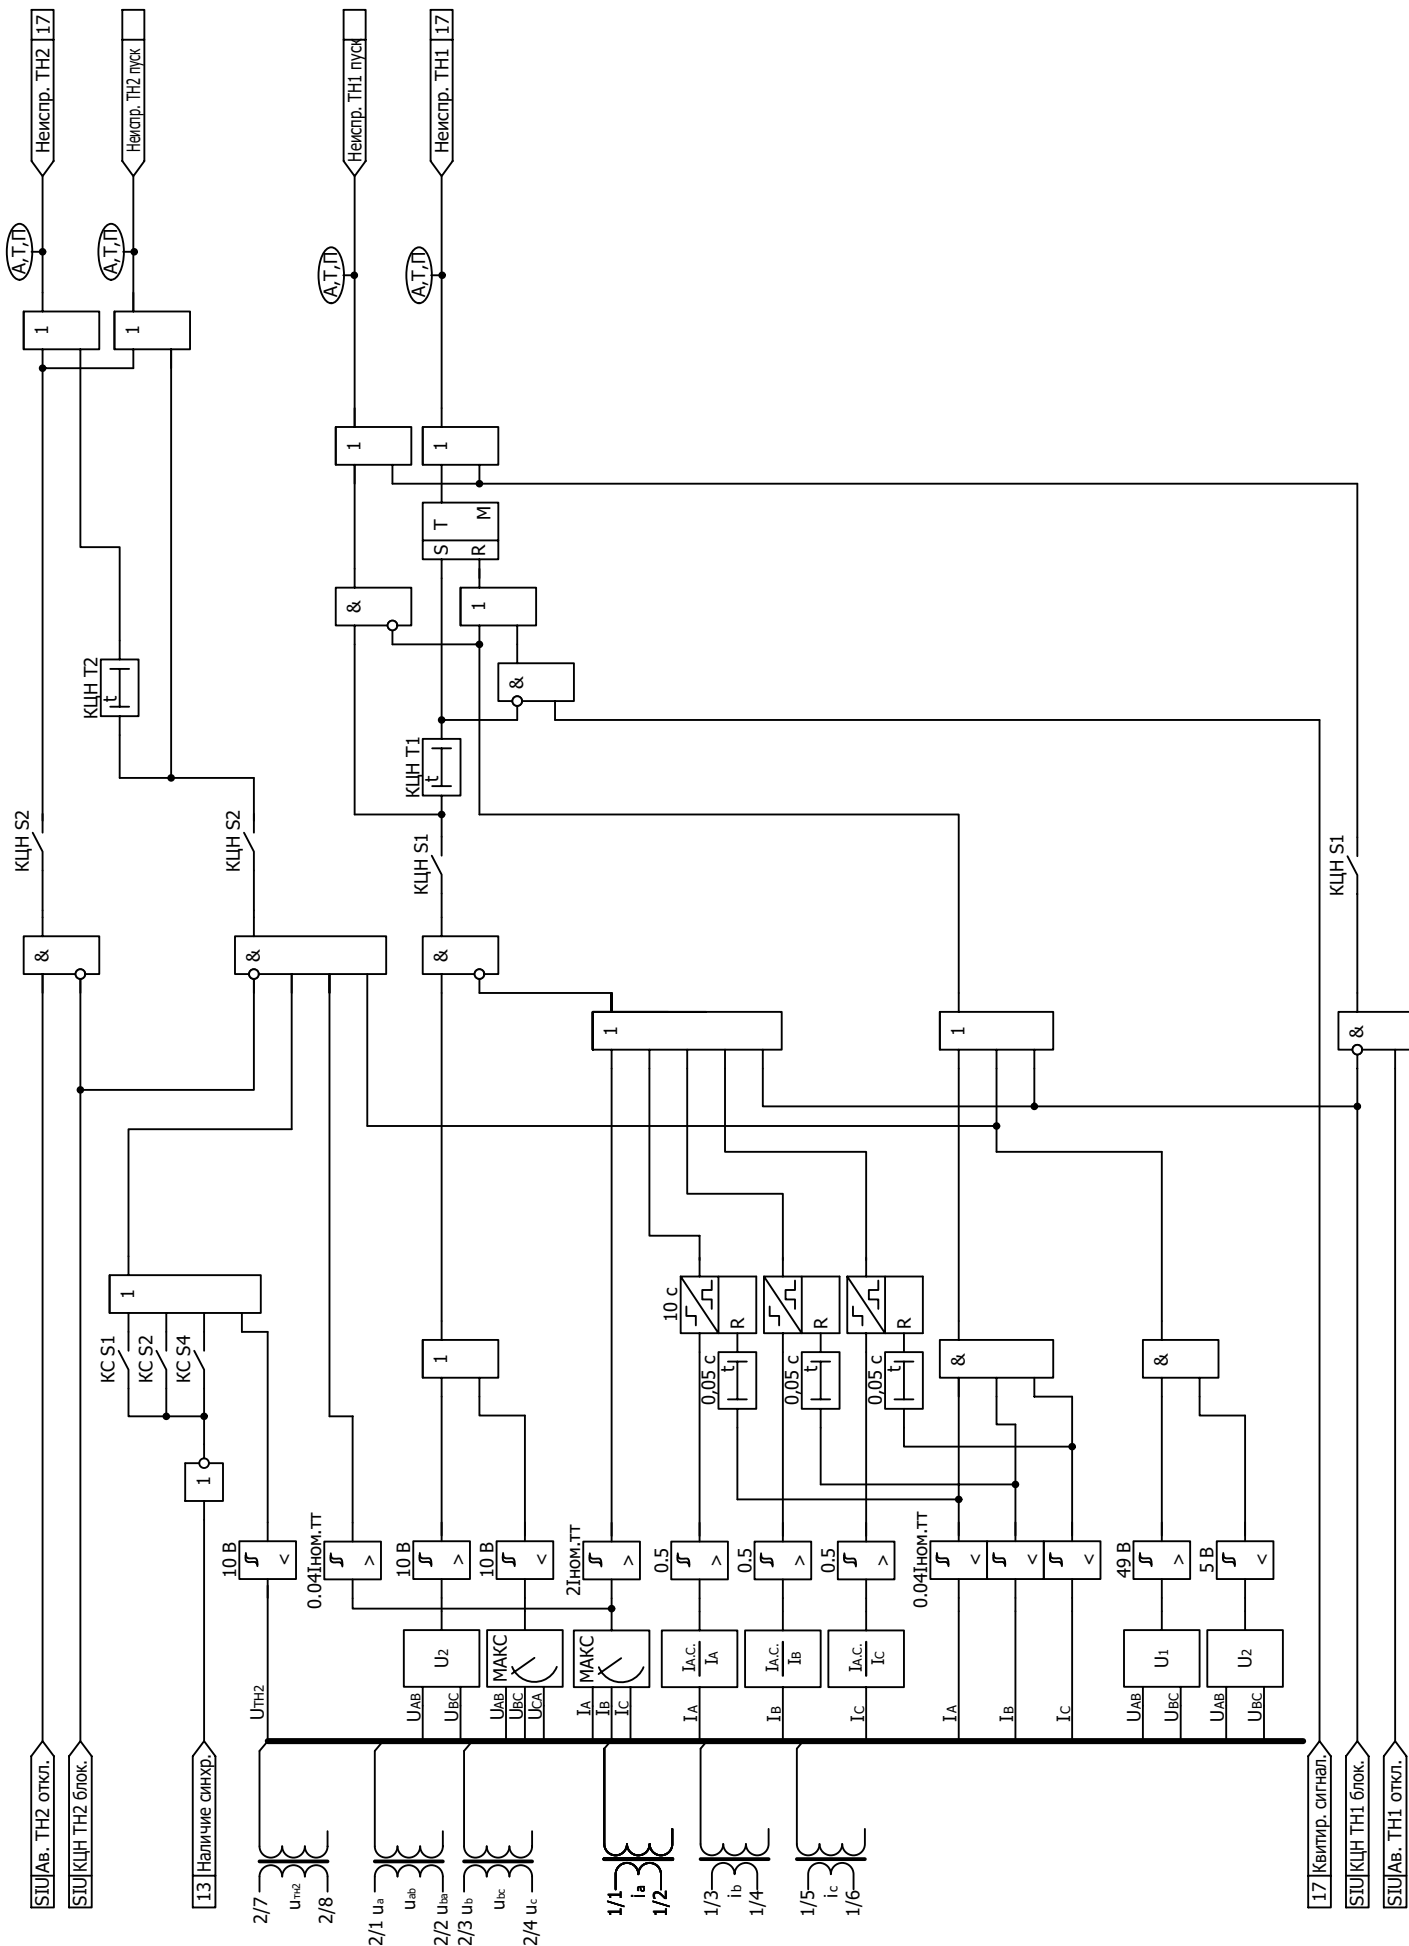 КЦН S2
А,Т,П
SIU Ав. ТН2 откл.
&
1
Неиспр. ТН2 17
SIU КЦН ТН2 блок.
КЦН T2
t
А,Т,П
КС S1
1
1
Неиспр. ТН2 пуск
КС S2
КС S4
13 Наличие синхр.
1
10 В
<
КЦН S2
&
Uтн2
2/7
uтн2
2/8
0.04Iном.тт
>
А,Т,П
&
1
Неиспр. ТН1 пуск
2/1 ua
uab
2/2 uba
UAB
UBC
U2
10 В
>
1
&
КЦН S1
КЦН T1
t
S
R
T
M
1
А,Т,П
Неиспр. ТН1 17
2/3 ub
ubc
2/4 uc
UAB
UBC
UCA
МАКС
10 В
<
1
&
1/1
ia
1/2
IA
IB
IC
МАКС
2Iном.тт
>
1
1/3
ib
1/4
IA
IА.С.
IA
0.5
>
10 с
R
0,05 с
t
IB
IА.С.
IB
0.5
>
R
0,05 с
t
1/5
ic
1/6
IC
IА.С.
IC
0.5
>
R
0,05 с
t
0.04Iном.тт
IA
<
&
1
IB
<
IC
<
UAB
UBC
U1
49 В
>
&
UAB
UBC
U2
5 В
<
17 Квитир. сигнал.
КЦН S1
SIU КЦН ТН1 блок.
&
SIU Ав. ТН1 откл.